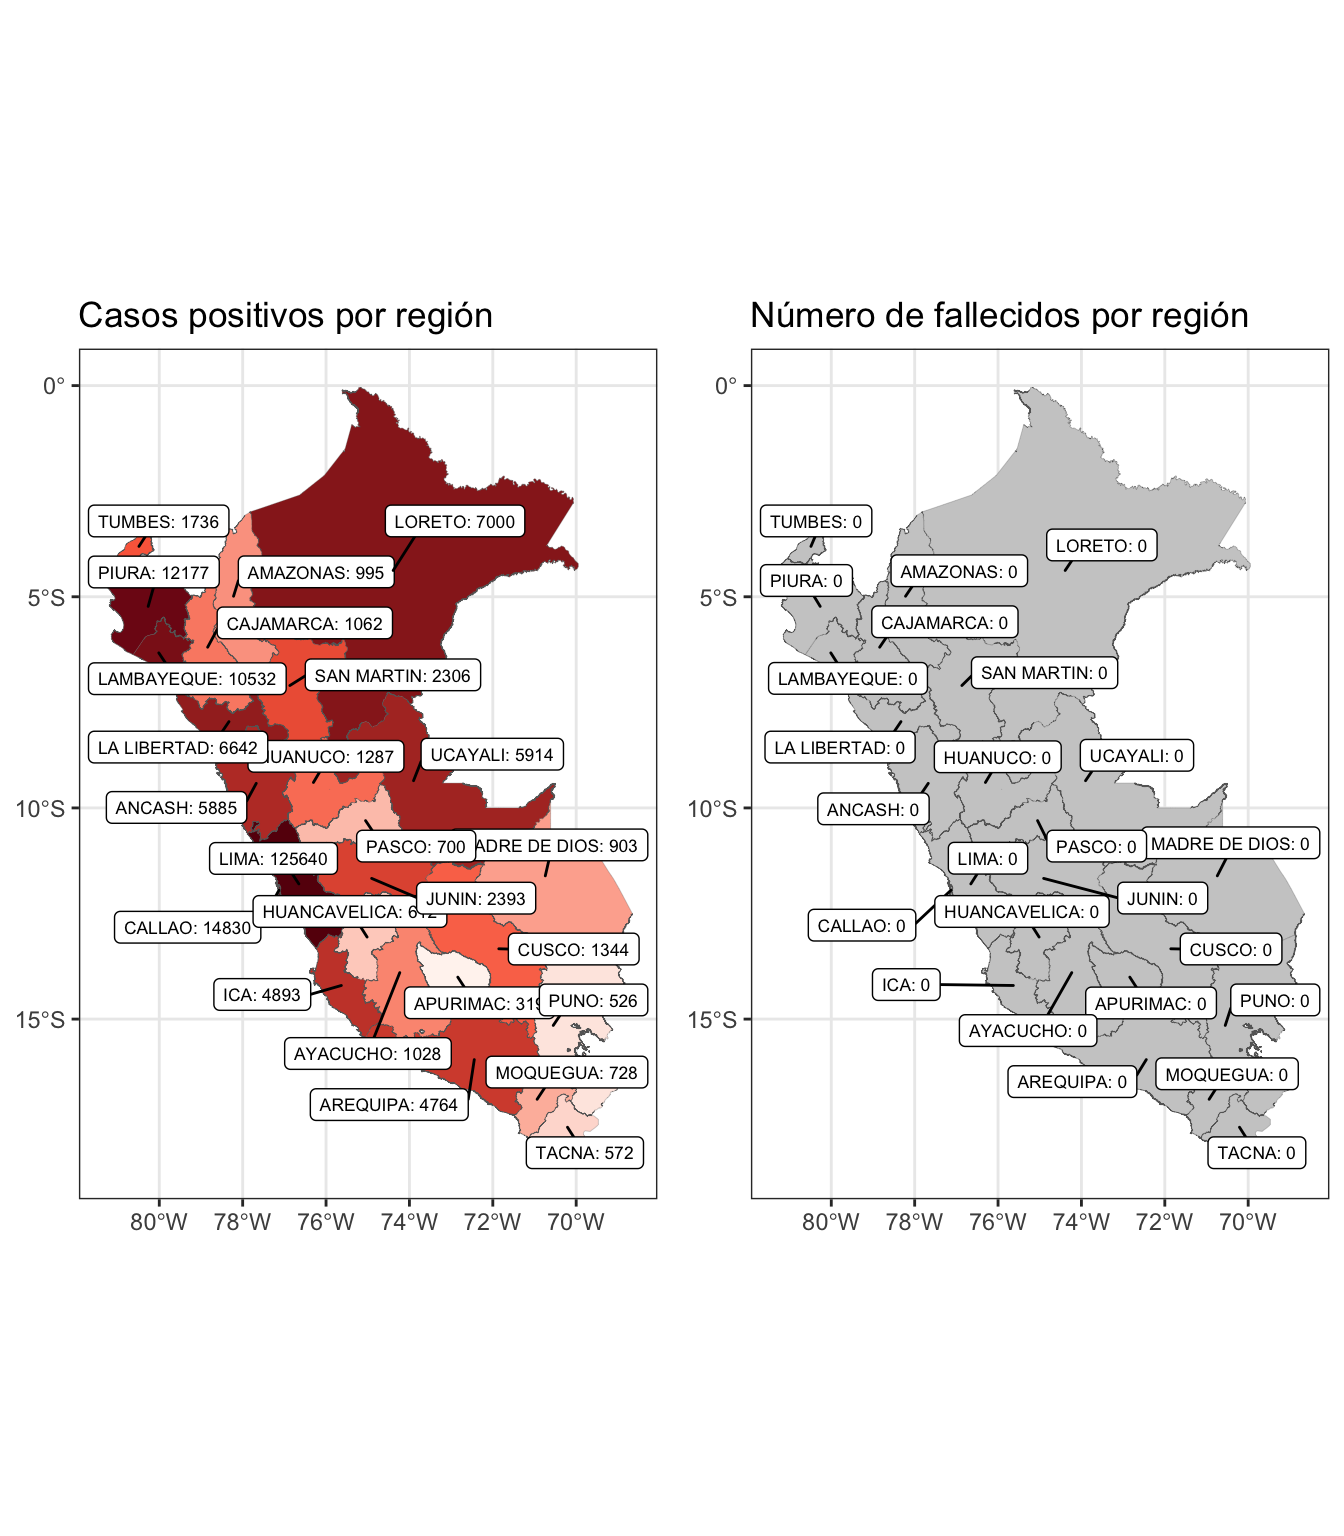 Casos positivos por región
0°
5°S
10°S
15°S
TUMBES: 1736
LORETO: 7000
PIURA: 12177
AMAZONAS: 995
CAJAMARCA: 1062
LAMBAYEQUE: 10532
SAN MARTIN: 2306
LA LIBERTAD: 6642
UANUCO: 1287
UCAYALI: 5914
ANCASH: 5885
LIMA: 125640
PASCO: 700
ADRE DE DIOS: 903
JUNIN: 2393
HUANCAVELICA:
CALLAO: 14830
CUSCO: 1344
ICA: 4893
APURIMAC: 319
PUNO: 526
AYACUCHO: 1028
MOQUEGUA: 728
AREQUIPA: 4764
TACNA: 572
80°W 78°W 76°W 74°W 72°W 70°W
Número de fallecidos por región
0°
5°S
10°S
15°S
TUMBES: 0
LORETO: 0
PIURA: 0
AMAZONAS: 0
CAJAMARCA: 0
LAMBAYEQUE: 0
SAN MARTIN: 0
LA LIBERTAD: 0
HUANUCO: 0
UCAYALI: 0
ANCASH: 0
LIMA: 0
PASCO: 0
MADRE DE DIOS: 0
JUNIN: 0
HUANCAVELICA: 0
CALLAO: 0
CUSCO: 0
ICA: 0
APURIMAC: 0
PUNO: 0
AYACUCHO: 0
MOQUEGUA: 0
AREQUIPA: 0
TACNA: 0
80°W 78°W 76°W 74°W 72°W 70°W